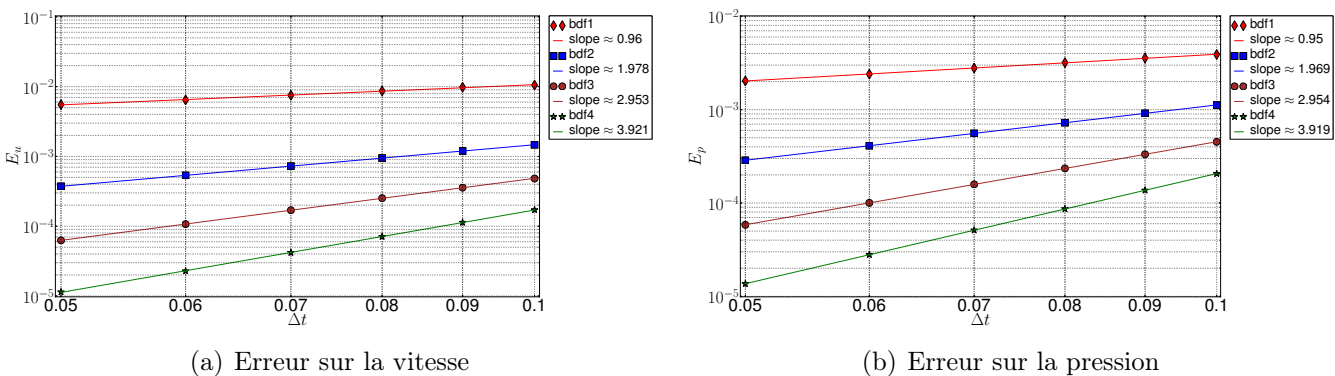 10^{-1}
10^{-2}
10^{-3}
10^{-4}
10^{-5}
E_u
0.05 0.06 0.07 0.08 0.09 0.1
Δt
bdf1
slope ≈ 0.96
bdf2
slope ≈ 1.978
bdf3
slope ≈ 2.953
bdf4
slope ≈ 3.921
(a) Erreur sur la vitesse
10^{-2}
10^{-3}
10^{-4}
10^{-5}
E_p
0.05 0.06 0.07 0.08 0.09 0.1
Δt
bdf1
slope ≈ 0.95
bdf2
slope ≈ 1.969
bdf3
slope ≈ 2.954
bdf4
slope ≈ 3.919
(b) Erreur sur la pression